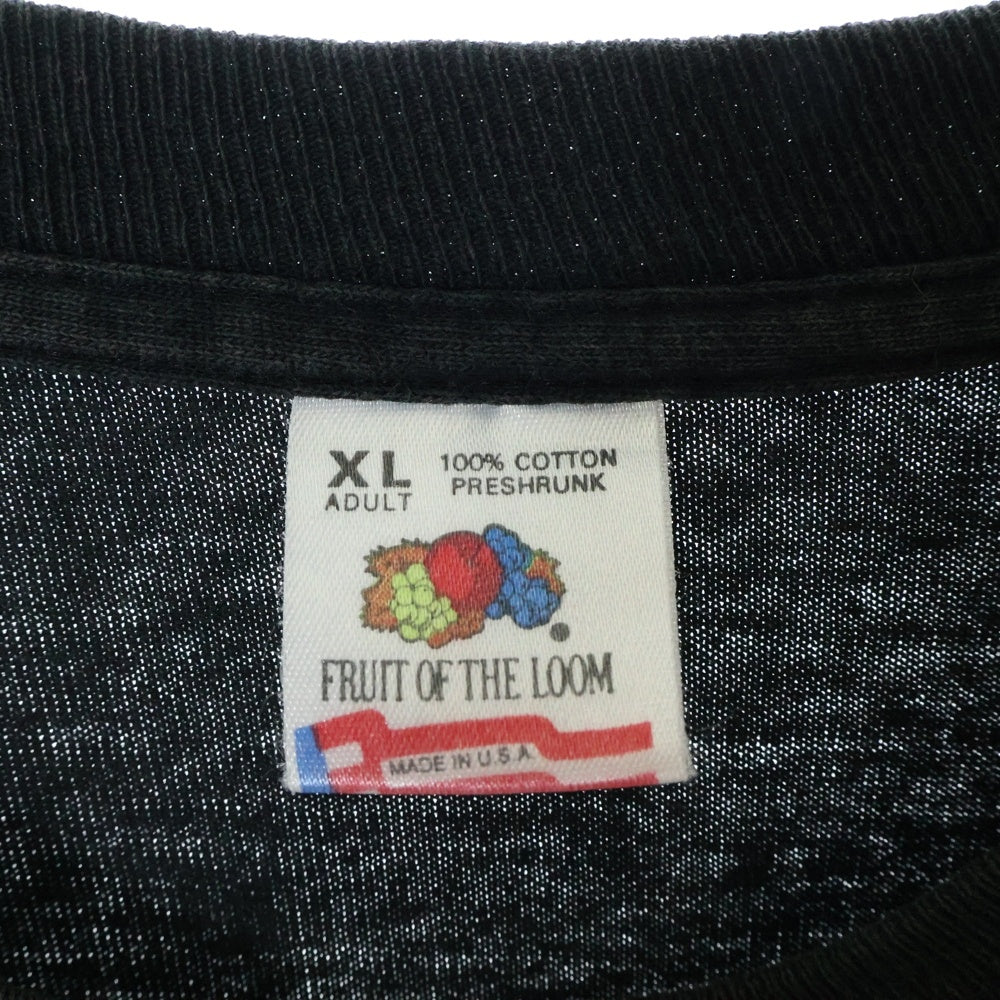 XL
ADULT
100% COTTON
PRESHRUNK
FRUIT OF THE LOOM
MADE IN U.S.A.